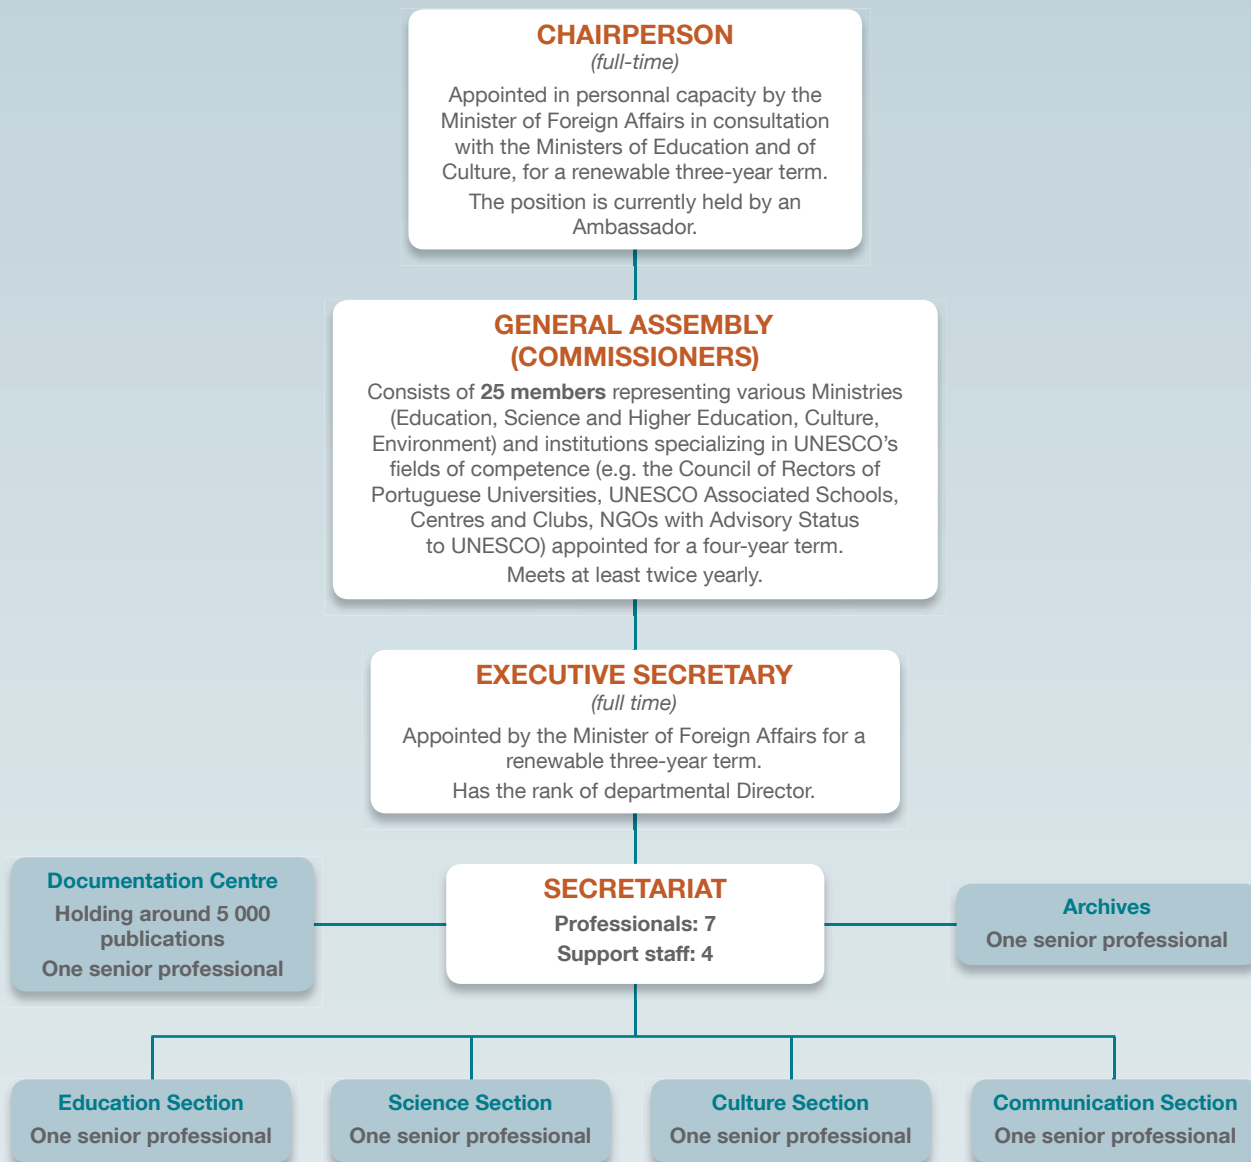 CHAIRPERSON
(full-time)
Appointed in personnal capacity by the
Minister of Foreign Affairs in consultation
with the Ministers of Education and of
Culture, for a renewable three-year term.
The position is currently held by an
Ambassador.
GENERAL ASSEMBLY
(COMMISSIONERS)
Consists of 25 members representing various Ministries
(Education, Science and Higher Education, Culture,
Environment) and institutions specializing in UNESCO’s
fields of competence (e.g. the Council of Rectors of
Portuguese Universities, UNESCO Associated Schools,
Centres and Clubs, NGOs with Advisory Status
to UNESCO) appointed for a four-year term.
Meets at least twice yearly.
EXECUTIVE SECRETARY
(full time)
Appointed by the Minister of Foreign Affairs for a
renewable three-year term.
Has the rank of departmental Director.
Documentation Centre
Holding around 5 000
publications
One senior professional
SECRETARIAT
Professionals: 7
Support staff: 4
Archives
One senior professional
Education Section
One senior professional
Science Section
One senior professional
Culture Section
One senior professional
Communication Section
One senior professional